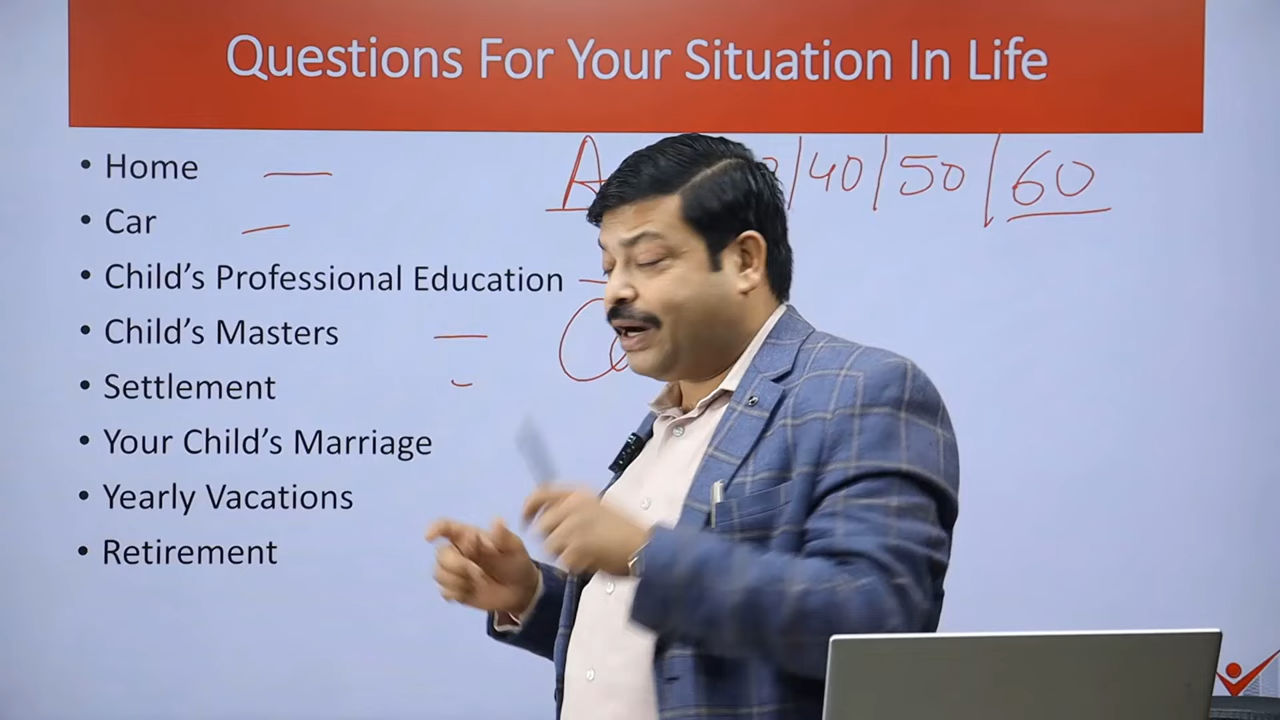 Questions For Your Situation In Life
• Home
A 0/40/50/60
• Car
• Child's Professional Education
• Child's Masters
• Settlement
• Your Child's Marriage
• Yearly Vacations
• Retirement